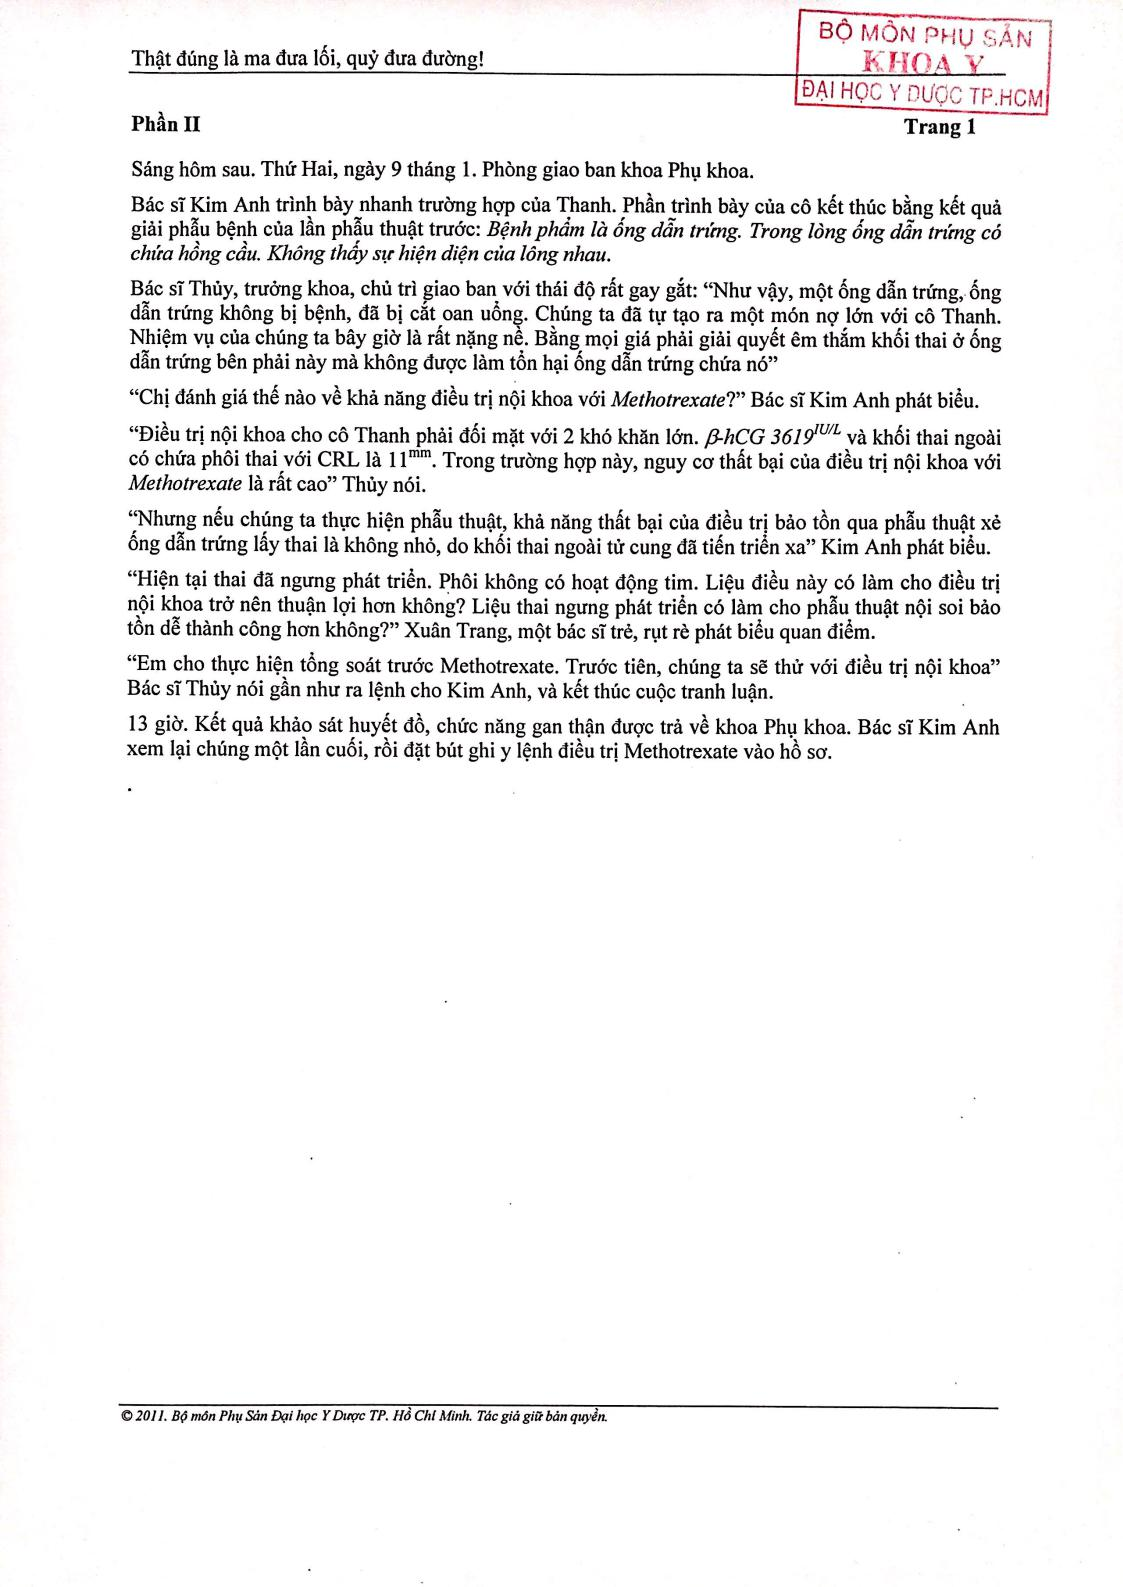 Thật đúng là ma đưa lối, quỷ đưa đường!
BỘ MÔN PHỤ SẢN
KHOA Y
ĐẠI HỌC Y DƯỢC TP.HCM
Phần II
Trang 1
Sáng hôm sau. Thứ Hai, ngày 9 tháng 1. Phòng giao ban khoa Phụ khoa.
Bác sĩ Kim Anh trình bày nhanh trường hợp của Thanh. Phần trình bày của cô kết thúc bằng kết quả
giải phẫu bệnh của lần phẫu thuật trước: Bệnh phẩm là ống dẫn trứng. Trong lòng ống dẫn trứng có
chứa hồng cầu. Không thấy sự hiện diện của lông nhau.
Bác sĩ Thủy, trưởng khoa, chủ trì giao ban với thái độ rất gay gắt: “Như vậy, một ống dẫn trứng, ống
dẫn trứng không bị bệnh, đã bị cắt oan uổng. Chúng ta đã tự tạo ra một món nợ lớn với cô Thanh.
Nhiệm vụ của chúng ta bây giờ là rất nặng nề. Bằng mọi giá phải giải quyết êm thắm khối thai ở ống
dẫn trứng bên phải này mà không được làm tổn hại ống dẫn trứng chứa nó”
“Chị đánh giá thế nào về khả năng điều trị nội khoa với Methotrexate?” Bác sĩ Kim Anh phát biểu.
“Điều trị nội khoa cho cô Thanh phải đối mặt với 2 khó khăn lớn. β-hCG 3619IU/L và khối thai ngoài
có chứa phôi thai với CRL là 11mm. Trong trường hợp này, nguy cơ thất bại của điều trị nội khoa với
Methotrexate là rất cao” Thủy nói.
“Nhưng nếu chúng ta thực hiện phẫu thuật, khả năng thất bại của điều trị bảo tồn qua phẫu thuật xẻ
ống dẫn trứng lấy thai là không nhỏ, do khối thai ngoài tử cung đã tiến triển xa” Kim Anh phát biểu.
“Hiện tại thai đã ngưng phát triển. Phôi không có hoạt động tim. Liệu điều này có làm cho điều trị
nội khoa trở nên thuận lợi hơn không? Liệu thai ngưng phát triển có làm cho phẫu thuật nội soi bảo
tồn dễ thành công hơn không?” Xuân Trang, một bác sĩ trẻ, rụt rè phát biểu quan điểm.
“Em cho thực hiện tổng soát trước Methotrexate. Trước tiên, chúng ta sẽ thử với điều trị nội khoa”
Bác sĩ Thủy nói gần như ra lệnh cho Kim Anh, và kết thúc cuộc tranh luận.
13 giờ. Kết quả khảo sát huyết đồ, chức năng gan thận được trả về khoa Phụ khoa. Bác sĩ Kim Anh
xem lại chúng một lần cuối, rồi đặt bút ghi y lệnh điều trị Methotrexate vào hồ sơ.
© 2011. Bộ môn Phụ Sản Đại học Y Dược TP. Hồ Chí Minh. Tác giả giữ bản quyền.